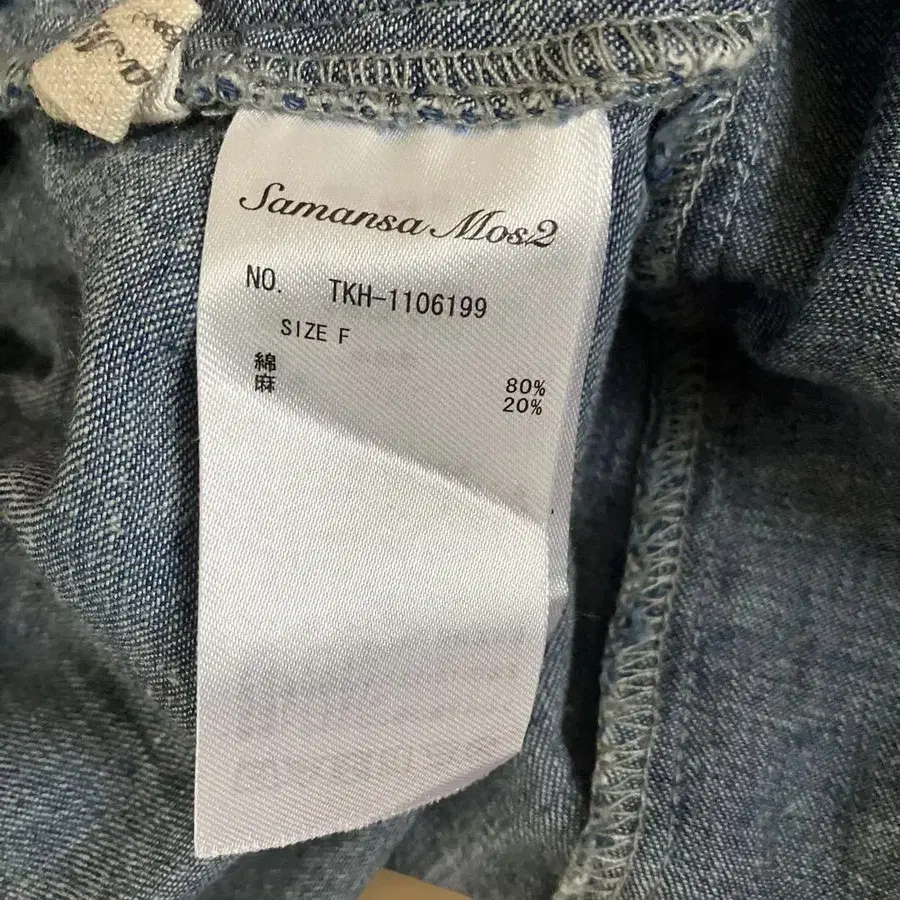 Samansa Mos2
NO. TKH-1106199
SIZE F
綿 80%
麻 20%